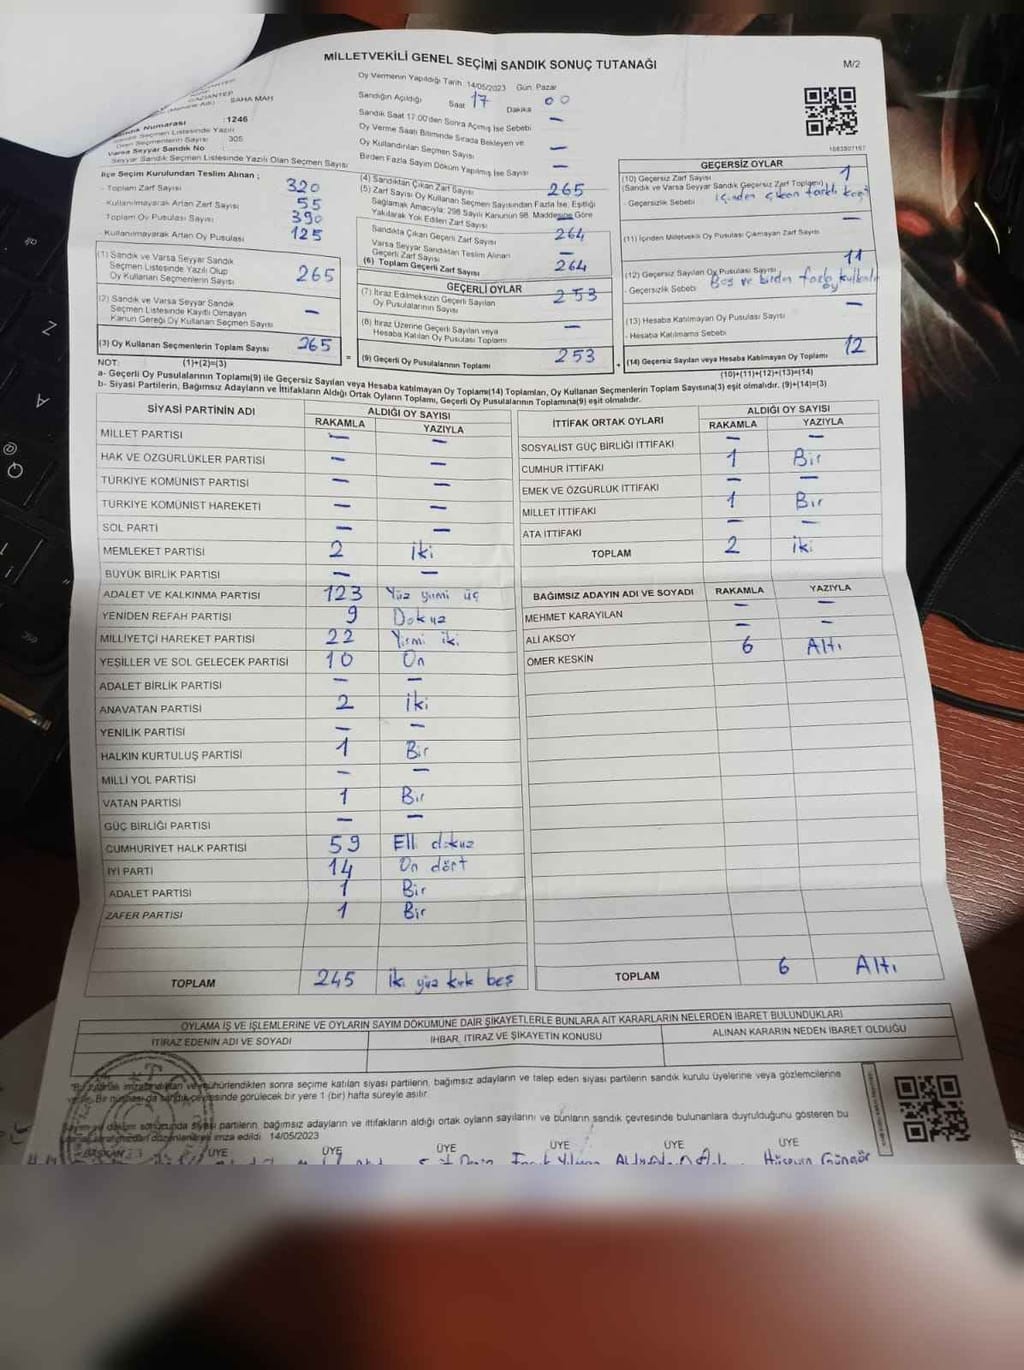 MİLLETVEKİLİ GENEL SEÇİMİ SANDIK SONUÇ TUTANAĞI
M/2
GAZİANTEP
ŞAHA MAH
Sandık Numarası :1246
Seçmen Listesinde Yazılı
Olan Seçmenlerin Sayısı : 305
Varsa Seyyar Sandık No
Seyyar Sandık Seçmen Listesinde Yazılı Olan Seçmen Sayısı
Oy Vermenin Yapıldığı Tarih 14/05/2023 Gün Pazar
Sandığın Açıldığı Saat 17 Dakika 00
Sandık Saat 17:00'den Sonra Açımış İse Sebebi —
Oy Verme Saati Bitiminde Sırada Bekleyen ve
Oy Kullandırılan Seçmen Sayısı —
Birden Fazla Sayım Döküm Yapılmış İse Sayısı —
1683907167
İlçe Seçim Kurulundan Teslim Alınan ;
- Toplam Zarf Sayısı 320
- Kullanılmayarak Artan Zarf Sayısı 55
- Toplam Oy Pusulası Sayısı 390
- Kullanılmayarak Artan Oy Pusulası 125
(1) Sandık ve Varsa Seyyar Sandık
Seçmen Listesinde Yazılı Olup
Oy Kullanan Seçmenlerin Sayısı 265
(2) Sandık ve Varsa Seyyar Sandık
Seçmen Listesinde Kayıtlı Olmayan
Kanun Gereği Oy Kullanan Seçmen Sayısı —
(3) Oy Kullanan Seçmenlerin Toplam Sayısı 265
(4) Sandıktan Çıkan Zarf Sayısı 265
(5) Zarf Sayısı Oy Kullanan Seçmen Sayısından Fazla İse, Eşitliği
Sağlamak Amacıyla; 298 Sayılı Kanunun 98. Maddesine Göre
Yakılarak Yok Edilen Zarf Sayısı —
Sandıkta Çıkan Geçerli Zarf Sayısı 264
Varsa Seyyar Sandıktan Teslim Alınan
Geçerli Zarf Sayısı —
(6) Toplam Geçerli Zarf Sayısı 264
GEÇERLİ OYLAR
(7) İtiraz Edilmeksizin Geçerli Sayılan
Oy Pusulalarının Sayısı 253
(8) İtiraz Üzerine Geçerli Sayılan veya
Hesaba Katılan Oy Pusulası Toplamı —
= (9) Geçerli Oy Pusulalarının Toplamı 253
GEÇERSİZ OYLAR
(10) Geçersiz Zarf Sayısı 1
(Sandık ve Varsa Seyyar Sandık Geçersiz Zarf Toplamı)
- Geçersizlik Sebebi içinden çıkan farklı
(11) İçinden Milletvekili Oy Pusulası Çıkmayan Zarf Sayısı —
(12) Geçersiz Sayılan Oy Pusulası Sayısı 11
- Geçersizlik Sebebi Boş ve birden fazla oy
(13) Hesaba Katılmayan Oy Pusulası Sayısı —
- Hesaba Katılmama Sebebi
+ (14) Geçersiz Sayılan veya Hesaba Katılmayan Oy Toplamı 12
NOT: (1)+(2)=(3)
(10)+(11)+(12)+(13)=(14)
a- Geçerli Oy Pusulalarının Toplamı(9) ile Geçersiz Sayılan veya Hesaba katılmayan Oy Toplamı(14) Toplamları, Oy Kullanan Seçmenlerin Toplam Sayısına(3) eşit olmalıdır. (9)+(14)=(3)
b- Siyasi Partilerin, Bağımsız Adayların ve İttifakların Aldığı Ortak Oyların Toplamı, Geçerli Oy Pusulalarının Toplamına(9) eşit olmalıdır.
SİYASİ PARTİNİN ADI ALDIĞI OY SAYISI
RAKAMLA YAZIYLA
MİLLET PARTİSİ — —
HAK VE ÖZGÜRLÜKLER PARTİSİ — —
TÜRKİYE KOMÜNİST PARTİSİ — —
TÜRKİYE KOMÜNİST HAREKETİ — —
SOL PARTİ — —
MEMLEKET PARTİSİ 2 iki
BÜYÜK BİRLİK PARTİSİ — —
ADALET VE KALKINMA PARTİSİ 123 Yüz yirmi üç
YENİDEN REFAH PARTİSİ 9 Dokuz
MİLLİYETÇİ HAREKET PARTİSİ 22 Yirmi iki
YEŞİLLER VE SOL GELECEK PARTİSİ 10 On
ADALET BİRLİK PARTİSİ — —
ANAVATAN PARTİSİ 2 iki
YENİLİK PARTİSİ — —
HALKIN KURTULUŞ PARTİSİ 1 Bir
MİLLİ YOL PARTİSİ — —
VATAN PARTİSİ 1 Bir
GÜÇ BİRLİĞİ PARTİSİ — —
CUMHURİYET HALK PARTİSİ 59 Elli dokuz
İYİ PARTİ 14 On dört
ADALET PARTİSİ 1 Bir
ZAFER PARTİSİ 1 Bir
TOPLAM 245 iki yüz kırk beş
İTTİFAK ORTAK OYLARI ALDIĞI OY SAYISI
RAKAMLA YAZIYLA
SOSYALİST GÜÇ BİRLİĞİ İTTİFAKI — —
CUMHUR İTTİFAKI 1 Bir
EMEK VE ÖZGÜRLÜK İTTİFAKI — —
MİLLET İTTİFAKI 1 Bir
ATA İTTİFAKI — —
TOPLAM 2 iki
BAĞIMSIZ ADAYIN ADI VE SOYADI RAKAMLA YAZIYLA
MEHMET KARAYILAN — —
ALİ AKSOY — —
ÖMER KESKİN 6 Altı
TOPLAM 6 Altı
OYLAMA İŞ VE İŞLEMLERİNE VE OYLARIN SAYIM DÖKÜMÜNE DAİR ŞİKAYETLERLE BUNLARA AİT KARARLARIN NELERDEN İBARET BULUNDUKLARI
İTİRAZ EDENİN ADI VE SOYADI İHBAR, İTİRAZ VE ŞİKAYETİN KONUSU ALINAN KARARIN NEDEN İBARET OLDUĞU
ve mühürlendikten sonra seçime katılan siyasi partilerin, bağımsız adayların ve talep eden siyasi partilerin sandık kurulu üyelerine veya gözlemcilerine
Bir nüshası da sandık çevresinde görülecek bir yere 1 (bir) hafta süreyle asılır.
sonucunda siyasi partilerin, bağımsız adayların ve ittifakların aldığı ortak oyların sayılarını ve bunların sandık çevresinde bulunanlara duyrulduğunu gösteren bu
düzenlenerek imza edildi. 14/05/2023
BAŞKAN ÜYE ÜYE ÜYE ÜYE ÜYE ÜYE
Hüseyin Güngör